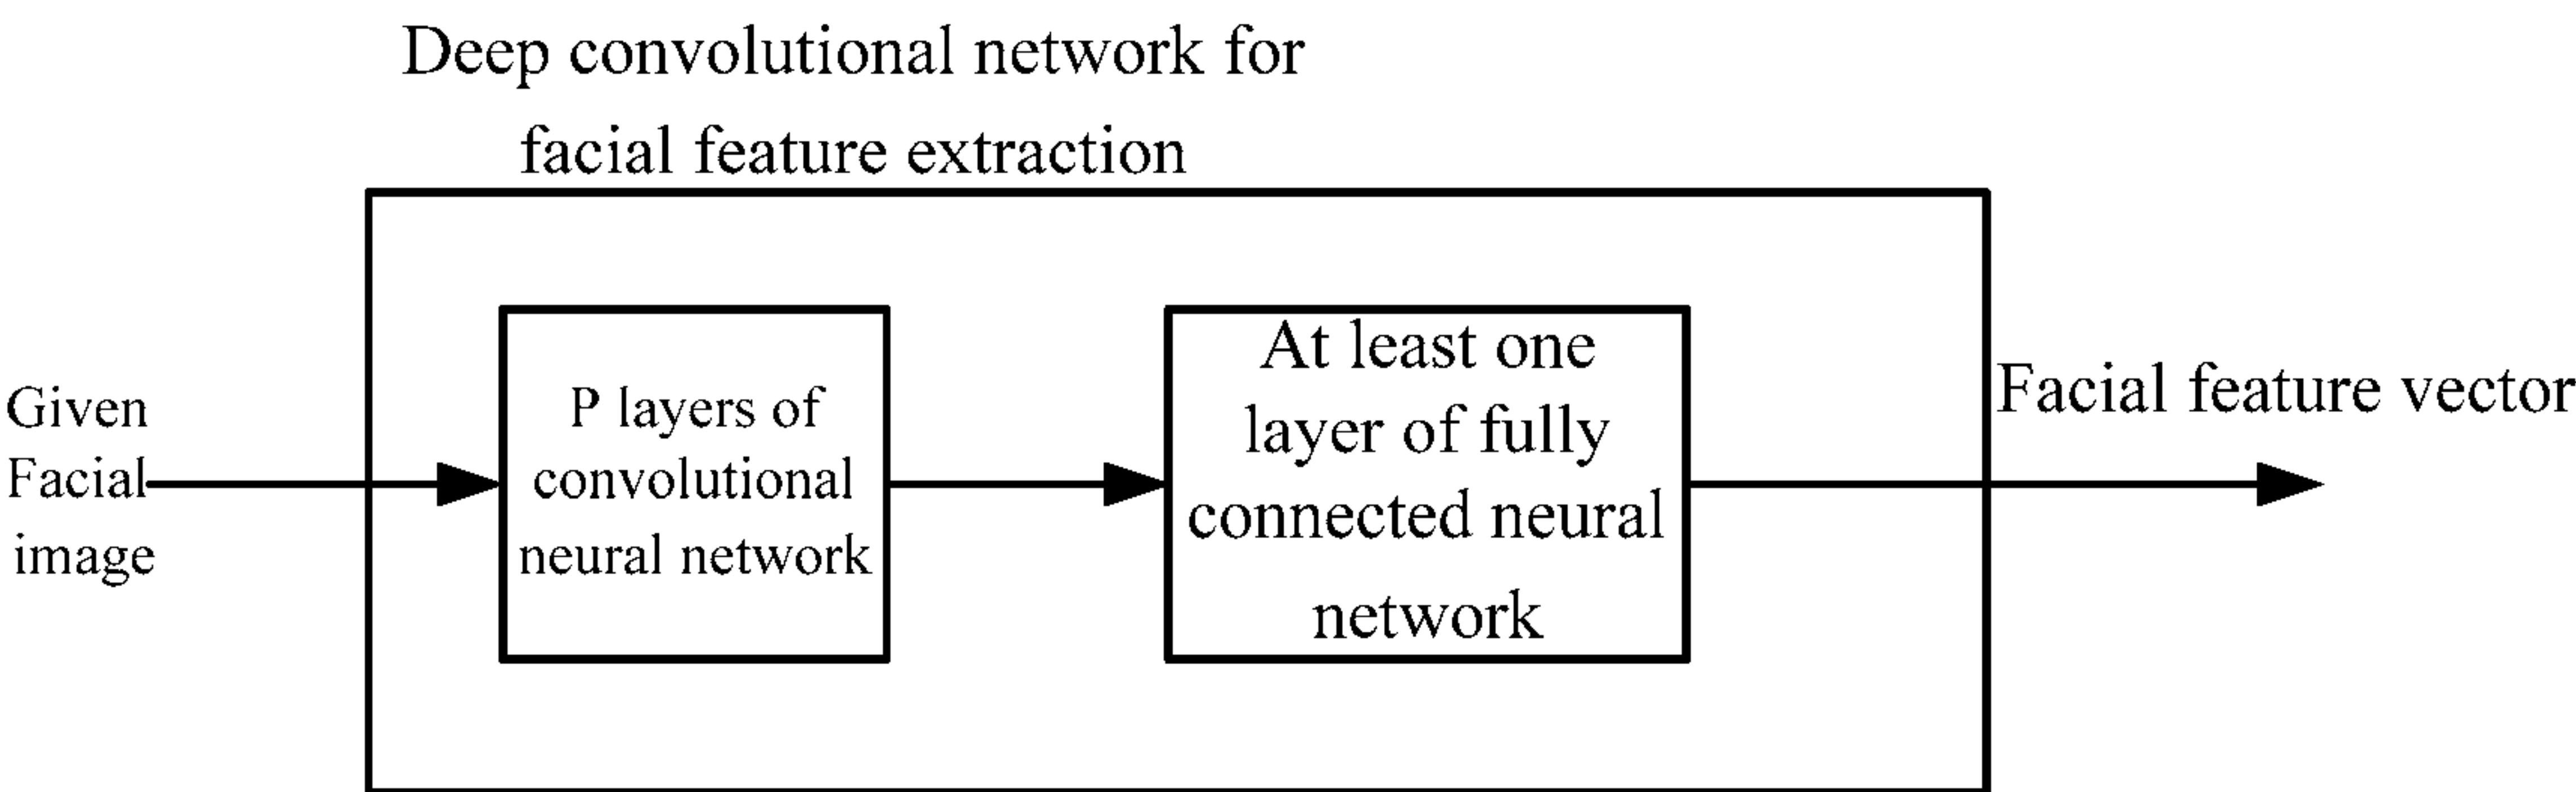 Deep convolutional network for
facial feature extraction
Given
Facial
image
P layers of
convolutional
neural network
At least one
layer of fully
connected neural
network
Facial feature vector